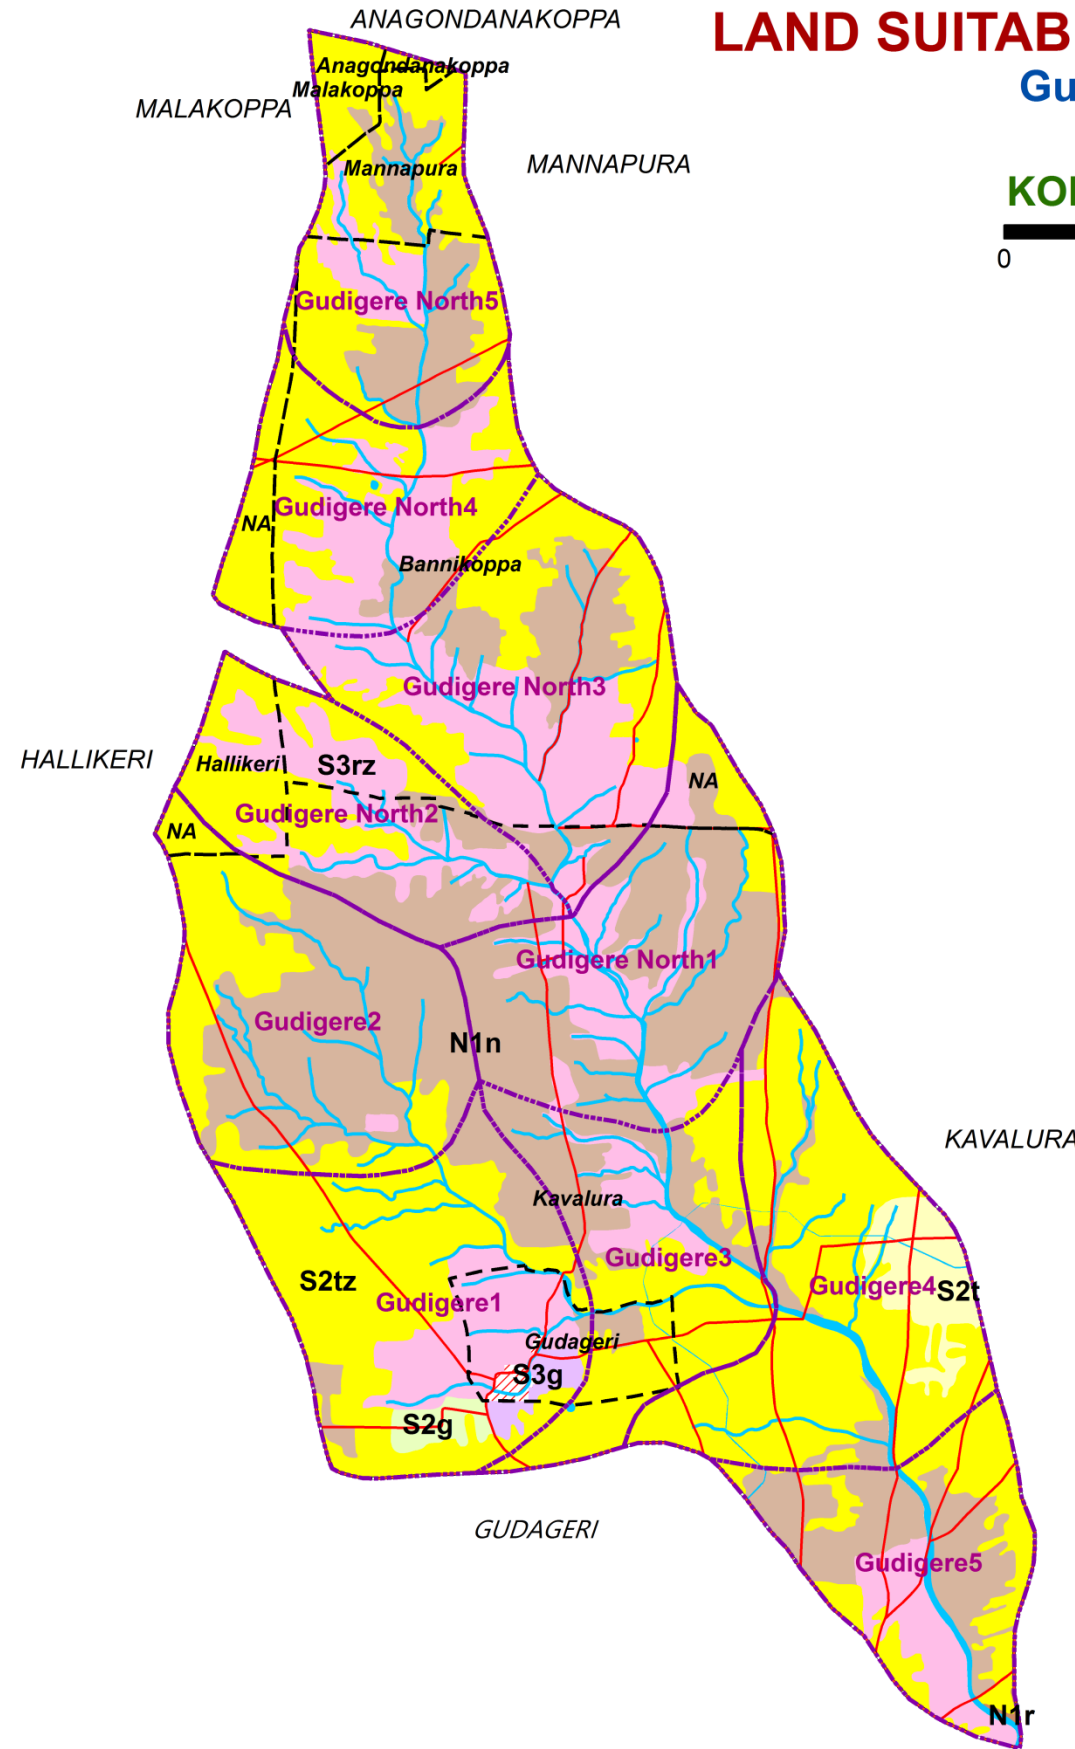 ANAGONDANAKOPPA
LAND SUITAB
Anagondanakoppa
Malakoppa
Gu
MALAKOPPA
MANNAPURA
Mannapura
KO
0
Gudigere North5
Gudigere North4
NA
Bannikoppa
Gudigere North3
HALLIKERI
Hallikeri
S3rz
NA
Gudigere North2
NA
Gudigere North1
Gudigere2
N1n
KAVALURA
Kavalura
Gudigere3
S2tz
Gudigere4
S2t
Gudigere1
Gudageri
S3g
S2g
GUDAGERI
Gudigere5
N1r